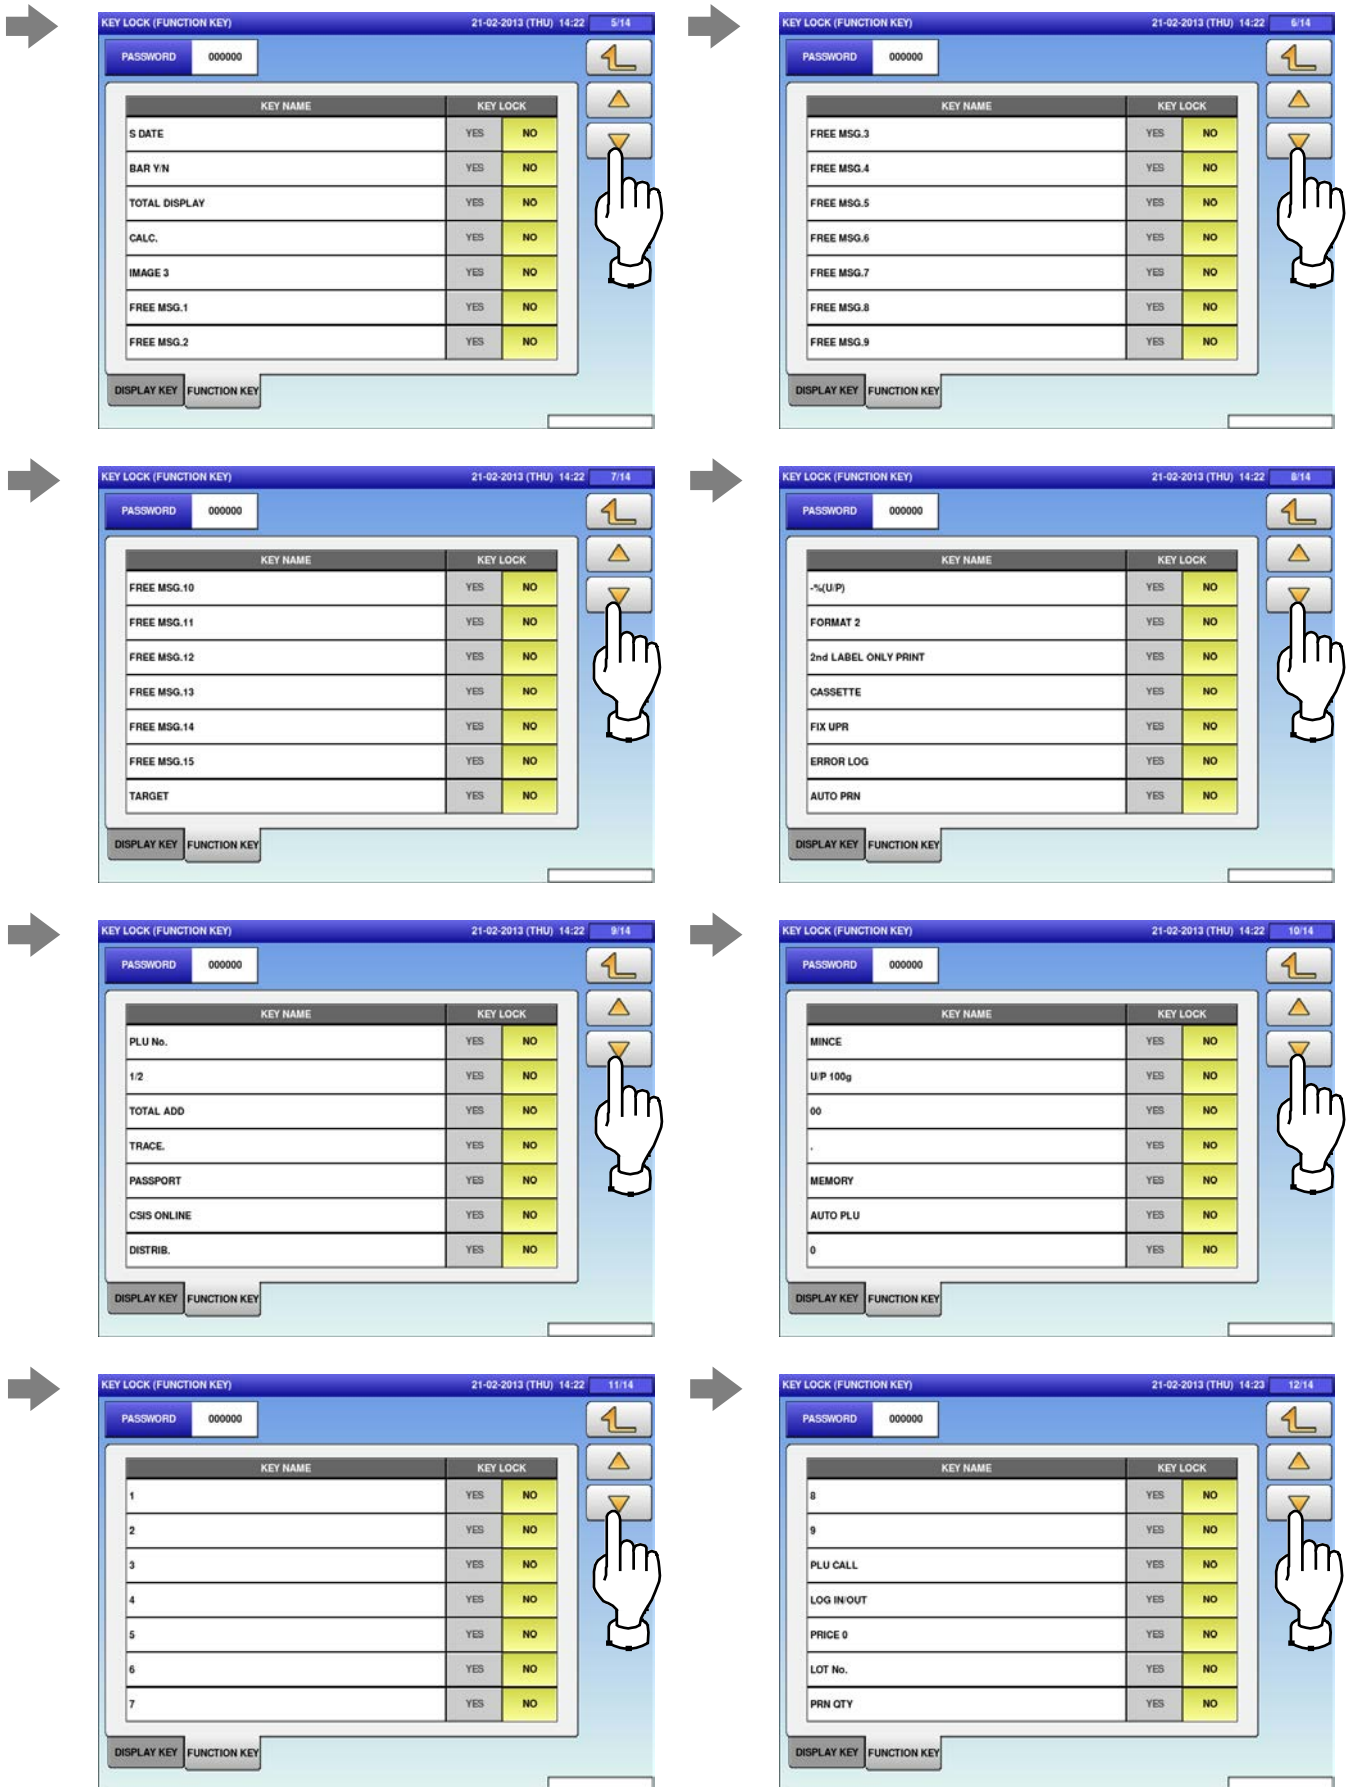 KEY LOCK (FUNCTION KEY) 21-02-2013 (THU) 14:22 5/14
PASSWORD 000000
KEY NAME KEY LOCK
S DATE YES NO
BAR Y/N YES NO
TOTAL DISPLAY YES NO
CALC. YES NO
IMAGE 3 YES NO
FREE MSG.1 YES NO
FREE MSG.2 YES NO
DISPLAY KEY FUNCTION KEY
KEY LOCK (FUNCTION KEY) 21-02-2013 (THU) 14:22 6/14
PASSWORD 000000
KEY NAME KEY LOCK
FREE MSG.3 YES NO
FREE MSG.4 YES NO
FREE MSG.5 YES NO
FREE MSG.6 YES NO
FREE MSG.7 YES NO
FREE MSG.8 YES NO
FREE MSG.9 YES NO
DISPLAY KEY FUNCTION KEY
KEY LOCK (FUNCTION KEY) 21-02-2013 (THU) 14:22 7/14
PASSWORD 000000
KEY NAME KEY LOCK
FREE MSG.10 YES NO
FREE MSG.11 YES NO
FREE MSG.12 YES NO
FREE MSG.13 YES NO
FREE MSG.14 YES NO
FREE MSG.15 YES NO
TARGET YES NO
DISPLAY KEY FUNCTION KEY
KEY LOCK (FUNCTION KEY) 21-02-2013 (THU) 14:22 8/14
PASSWORD 000000
KEY NAME KEY LOCK
-%(U/P) YES NO
FORMAT 2 YES NO
2nd LABEL ONLY PRINT YES NO
CASSETTE YES NO
FIX UPR YES NO
ERROR LOG YES NO
AUTO PRN YES NO
DISPLAY KEY FUNCTION KEY
KEY LOCK (FUNCTION KEY) 21-02-2013 (THU) 14:22 9/14
PASSWORD 000000
KEY NAME KEY LOCK
PLU No. YES NO
1/2 YES NO
TOTAL ADD YES NO
TRACE. YES NO
PASSPORT YES NO
CSIS ONLINE YES NO
DISTRIB. YES NO
DISPLAY KEY FUNCTION KEY
KEY LOCK (FUNCTION KEY) 21-02-2013 (THU) 14:22 10/14
PASSWORD 000000
KEY NAME KEY LOCK
MINCE YES NO
U/P 100g YES NO
00 YES NO
. YES NO
MEMORY YES NO
AUTO PLU YES NO
0 YES NO
DISPLAY KEY FUNCTION KEY
KEY LOCK (FUNCTION KEY) 21-02-2013 (THU) 14:22 11/14
PASSWORD 000000
KEY NAME KEY LOCK
1 YES NO
2 YES NO
3 YES NO
4 YES NO
5 YES NO
6 YES NO
7 YES NO
DISPLAY KEY FUNCTION KEY
KEY LOCK (FUNCTION KEY) 21-02-2013 (THU) 14:23 12/14
PASSWORD 000000
KEY NAME KEY LOCK
8 YES NO
9 YES NO
PLU CALL YES NO
LOG IN/OUT YES NO
PRICE 0 YES NO
LOT No. YES NO
PRN QTY YES NO
DISPLAY KEY FUNCTION KEY